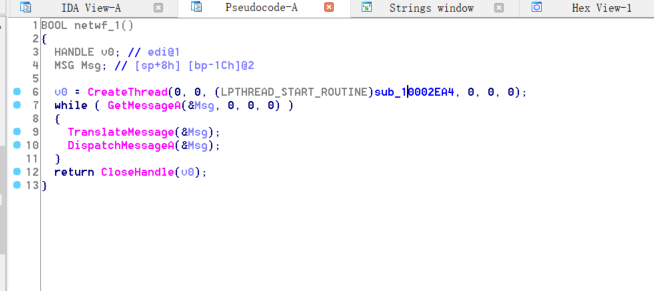 IDA View-A Pseudocode-A Strings window Hex View-1
1 BOOL netwf_1()
2 {
3 HANDLE v0; // edi@1
4 MSG Msg; // [sp+8h] [bp-1Ch]@2
5
6 v0 = CreateThread(0, 0, (LPTHREAD_START_ROUTINE)sub_10002EA4, 0, 0, 0);
7 while ( GetMessageA(&Msg, 0, 0, 0) )
8 {
9 TranslateMessage(&Msg);
10 DispatchMessageA(&Msg);
11 }
12 return CloseHandle(v0);
13 }